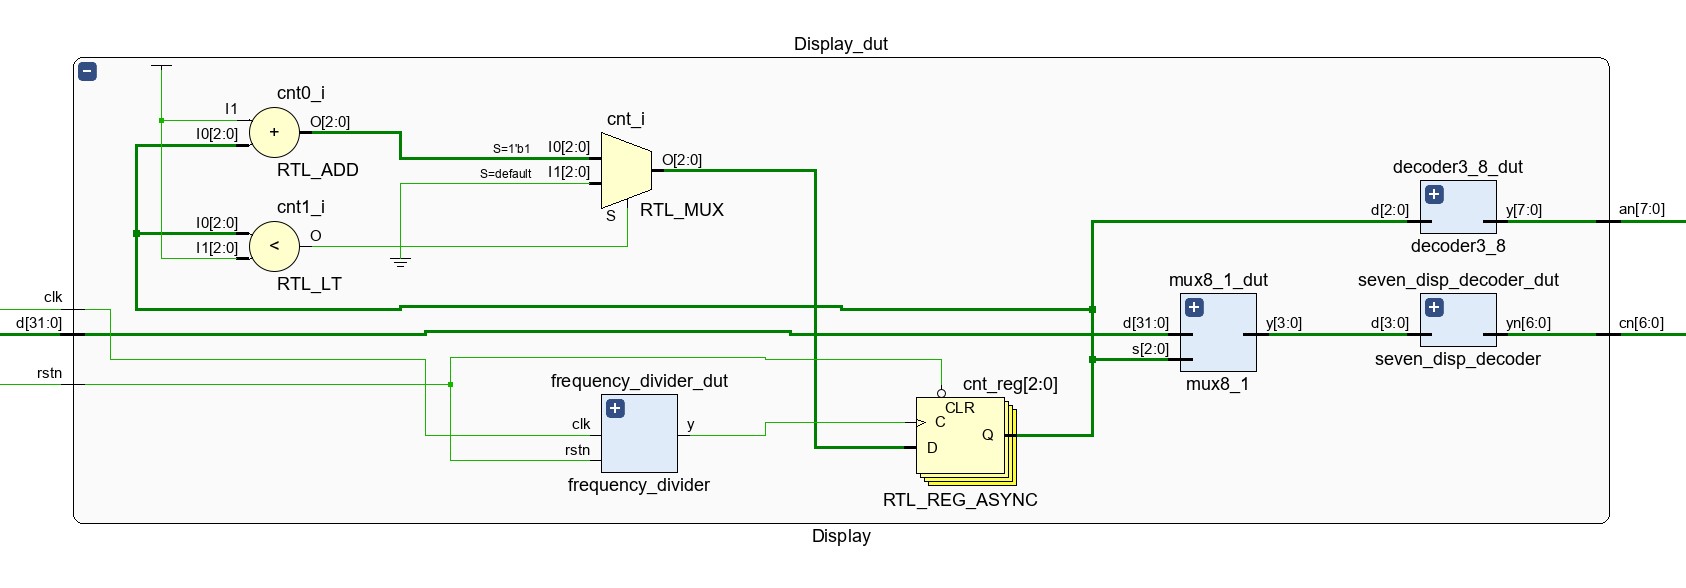 Display_dut
cnt0_i
I1
I0[2:0]
+
O[2:0]
RTL_ADD
cnt1_i
I0[2:0]
I1[2:0]
<
O
RTL_LT
cnt_i
S=1'b1
I0[2:0]
S=default
I1[2:0]
O[2:0]
S
RTL_MUX
decoder3_8_dut
d[2:0]
y[7:0]
an[7:0]
decoder3_8
clk
d[31:0]
rstn
mux8_1_dut
d[31:0]
s[2:0]
y[3:0]
mux8_1
seven_disp_decoder_dut
d[3:0]
yn[6:0]
cn[6:0]
seven_disp_decoder
frequency_divider_dut
clk
rstn
y
frequency_divider
cnt_reg[2:0]
CLR
C
D
Q
RTL_REG_ASYNC
Display